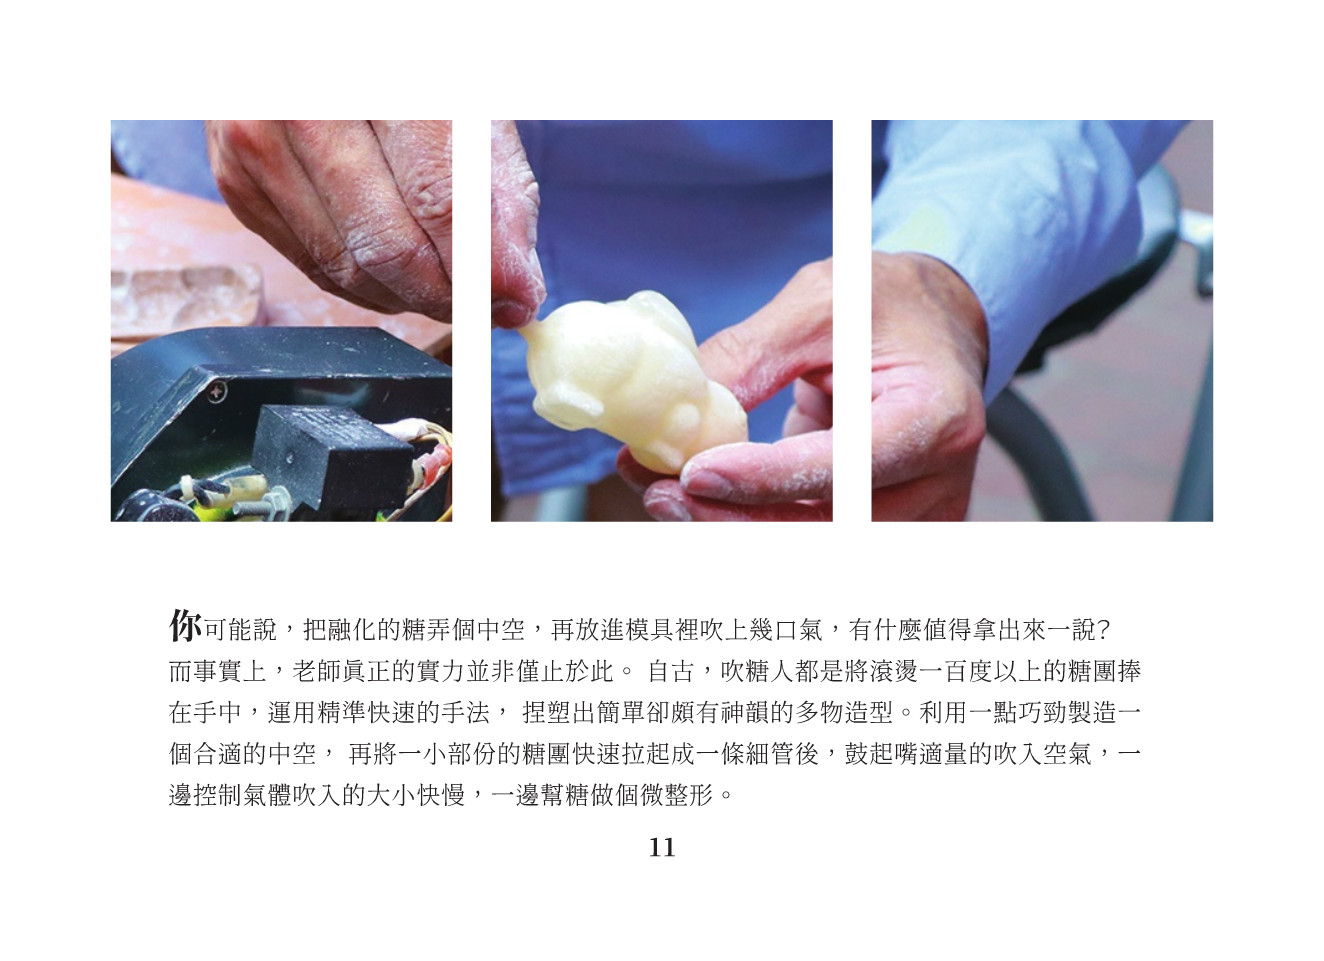 你可能說，把融化的糖弄個中空，再放進模具裡吹上幾口氣，有什麼值得拿出來一說？
而事實上，老師真正的實力並非僅止於此。 自古，吹糖人都是將滾燙一百度以上的糖團捧
在手中，運用精準快速的手法， 捏塑出簡單卻頗有神韻的多物造型。利用一點巧勁製造一
個合適的中空， 再將一小部份的糖團快速拉起成一條細管後，鼓起嘴適量的吹入空氣，一
邊控制氣體吹入的大小快慢，一邊幫糖做個微整形。
11